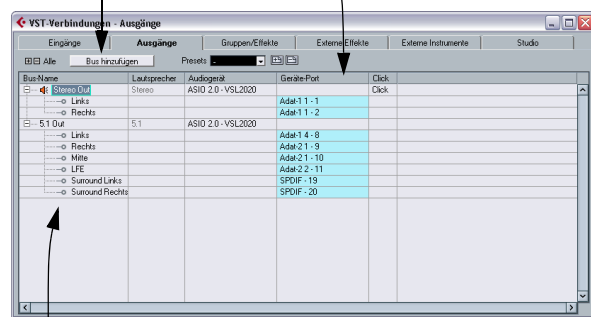 VST-Verbindungen - Ausgänge
Eingänge Ausgänge Gruppen/Effekte Externe Effekte Externe Instrumente Studio
Alle Bus hinzufügen Presets -
Bus-Name Lautsprecher Audiogerät Geräte-Port Click
Stereo Out Stereo ASIO 2.0 - VSL2020 Click
Links Adat-1 1 - 1
Rechts Adat-1 1 - 2
5.1 Out 5.1 ASIO 2.0 - VSL2020
Links Adat-1 4 - 8
Rechts Adat-2 1 - 9
Mitte Adat-2 1 - 10
LFE Adat-2 2 - 11
Surround Links SPDIF - 19
Surround Rechts SPDIF - 20